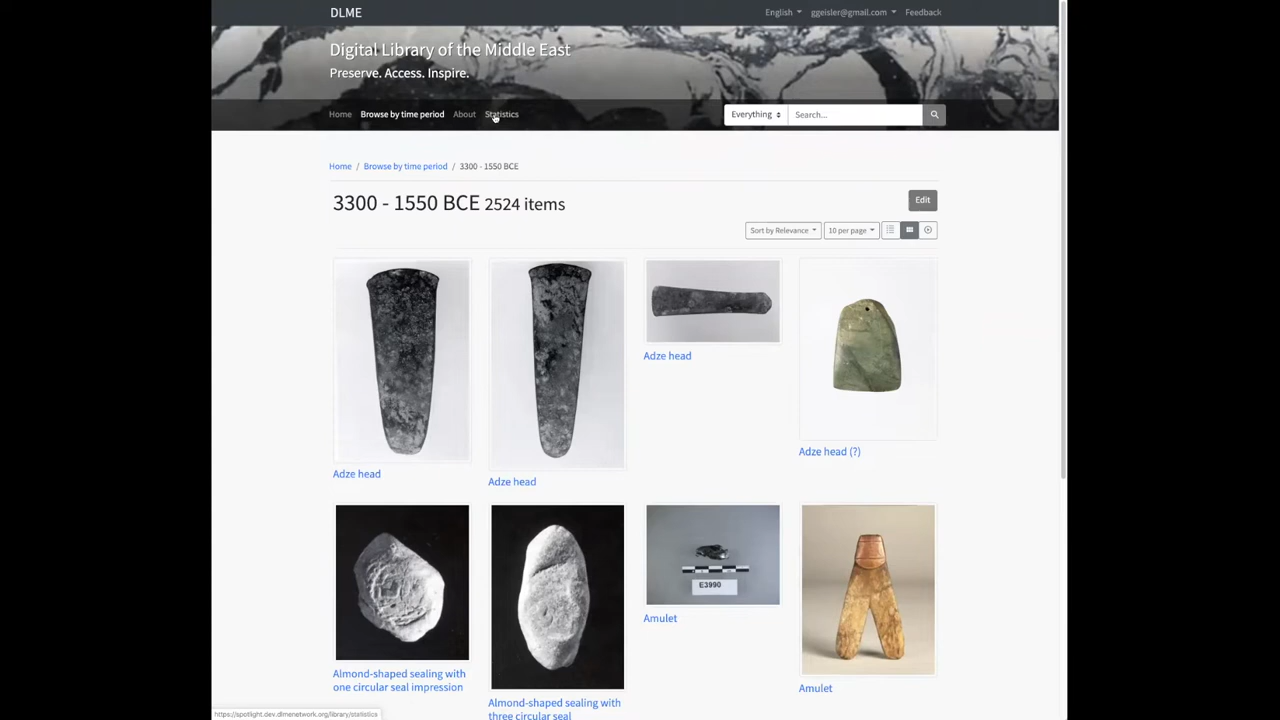 DLME
English
ggeisler@gmail.com
Feedback
Digital Library of the Middle East
Preserve. Access. Inspire.
Home
Browse by time period
About
Statistics
Everything
Search...
Home / Browse by time period / 3300 - 1550 BCE
3300 - 1550 BCE 2524 items
Edit
Sort by Relevance
10 per page
Adze head
Adze head
Adze head
Adze head (?)
E3990
Almond-shaped sealing with
one circular seal impression
Almond-shaped sealing with
three circular seal
Amulet
Amulet
https://spotlight.dev.dlmenetwork.org/library/statistics